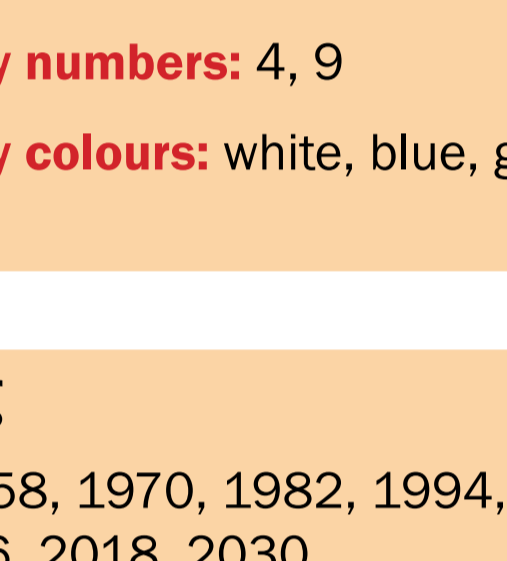 numbers: 4, 9
colours: white, blue,
58, 1970, 1982, 1994,
2018, 2030